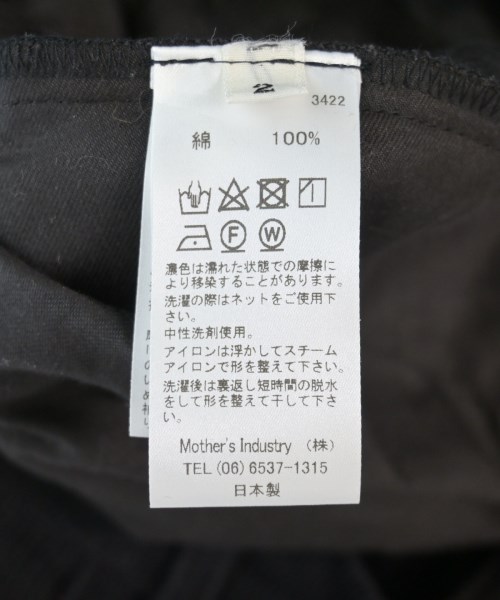 2
3422
綿 100%
F
W
濃色は濡れた状態での摩擦に
より移染することがあります。
洗濯の際はネットをご使用下
さい。
中性洗剤使用。
アイロンは浮かしてスチーム
アイロンで形を整えて下さい。
洗濯後は裏返し短時間の脱水
をして形を整えて干して下さ
い。
Mother's Industry （株）
TEL(06)6537-1315
日本製